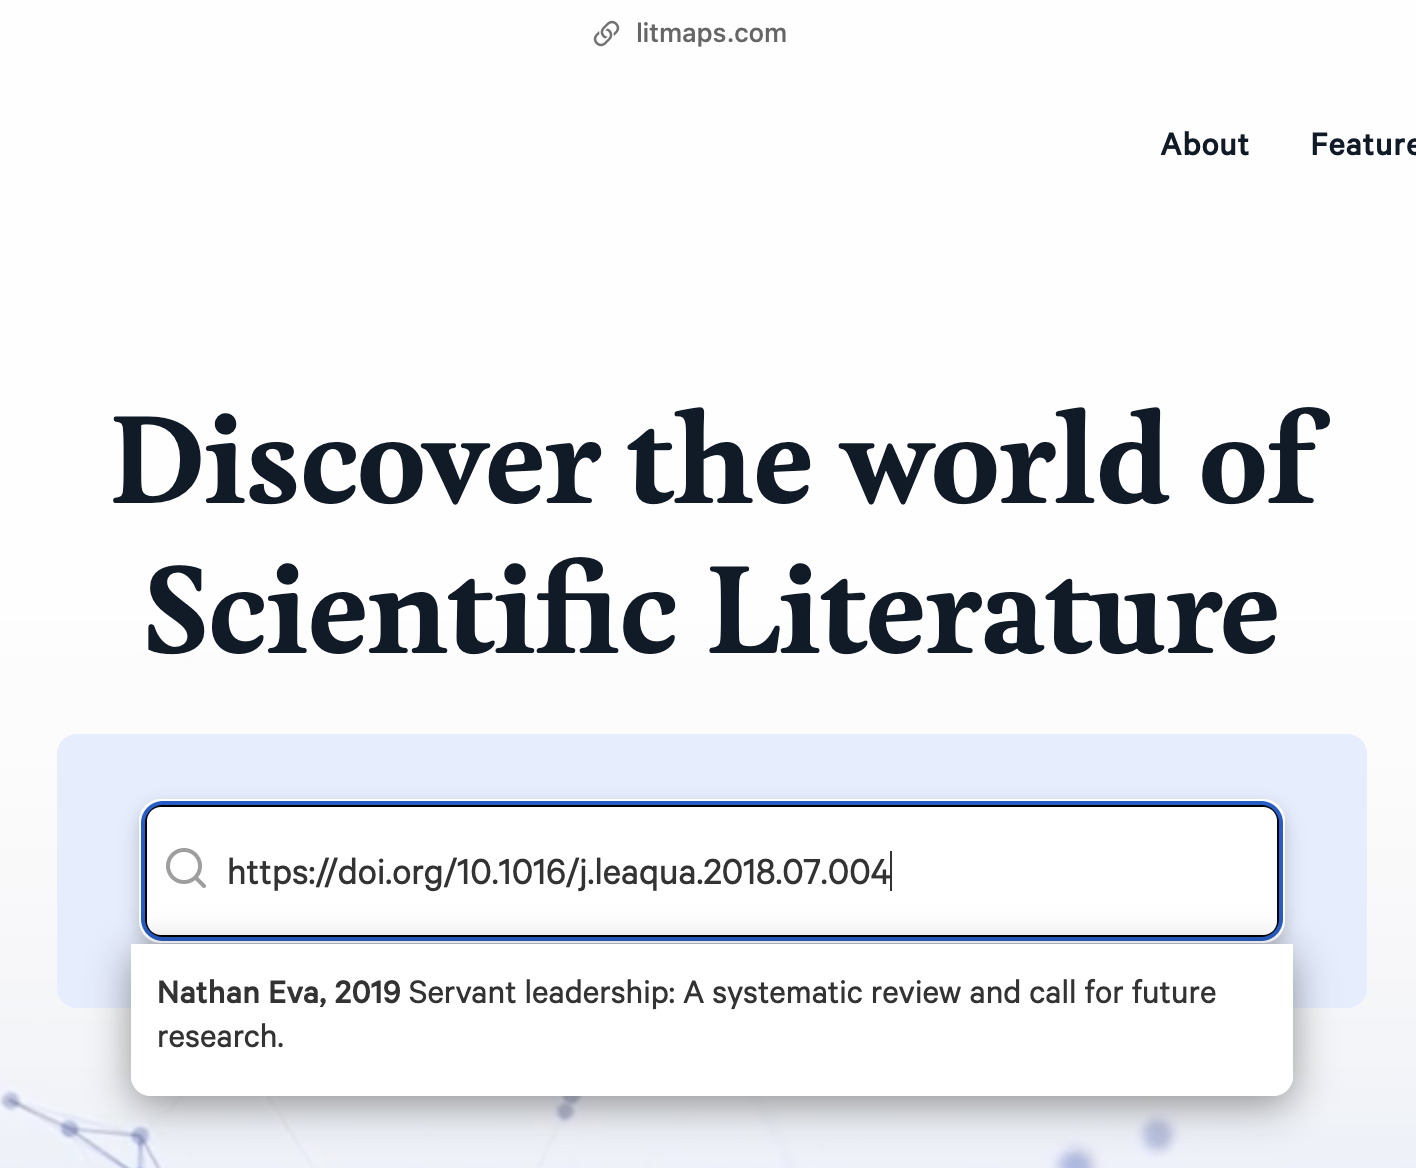 litmaps.com
About Feature
Discover the world of
Scientific Literature
https://doi.org/10.1016/j.leaqua.2018.07.004
Nathan Eva, 2019 Servant leadership: A systematic review and call for future
research.